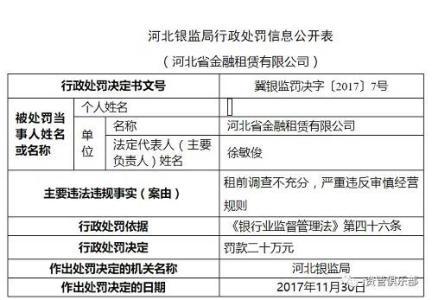 河北银监局行政处罚信息公开表
（河北省金融租赁有限公司）
行政处罚决定书文号
冀银监罚决字〔2017〕7号
被处罚当事人姓名或名称
个人姓名
单位
名称
河北省金融租赁有限公司
法定代表人（主要负责人）姓名
徐敏俊
主要违法违规事实（案由）
租前调查不充分，严重违反审慎经营
规则
行政处罚依据
《银行业监督管理法》第四十六条
行政处罚决定
罚款二十万元
作出处罚决定的机关名称
河北银监局
作出处罚决定的日期
2017年11月30日
资管俱乐部